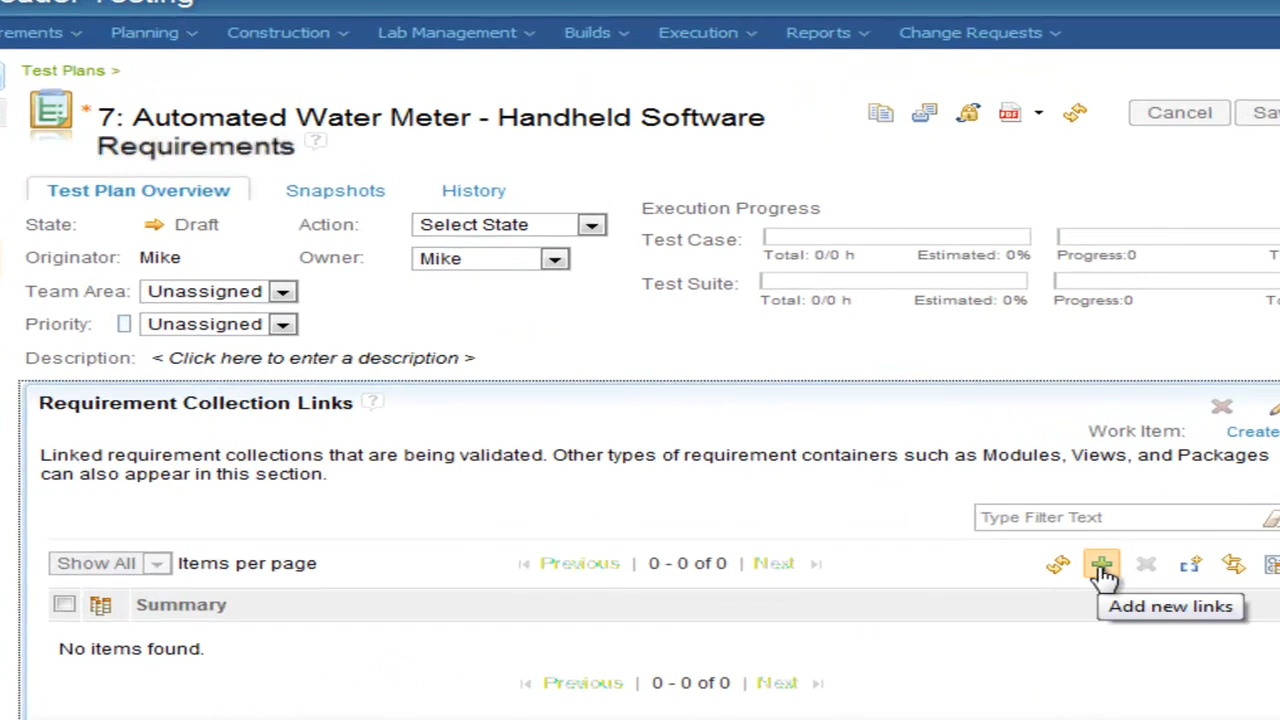 Testing
Planning
Construction
Lab Management
Builds
Execution
Reports
Change Requests
Test Plans >
* 7: Automated Water Meter - Handheld Software
Requirements ?
PDF
Cancel
Test Plan Overview
Snapshots
History
State: Draft
Action: Select State
Originator: Mike
Owner: Mike
Team Area: Unassigned
Priority: Unassigned
Description: < Click here to enter a description >
Execution Progress
Test Case:
Total: 0/0 h Estimated: 0% Progress:0
Test Suite:
Total: 0/0 h Estimated: 0% Progress:0
Requirement Collection Links ?
Work Item: Create
Linked requirement collections that are being validated. Other types of requirement containers such as Modules, Views, and Packages
can also appear in this section.
Type Filter Text
Show All Items per page
Previous | 0 - 0 of 0 | Next
Add new links
Summary
No items found.
Previous | 0 - 0 of 0 | Next